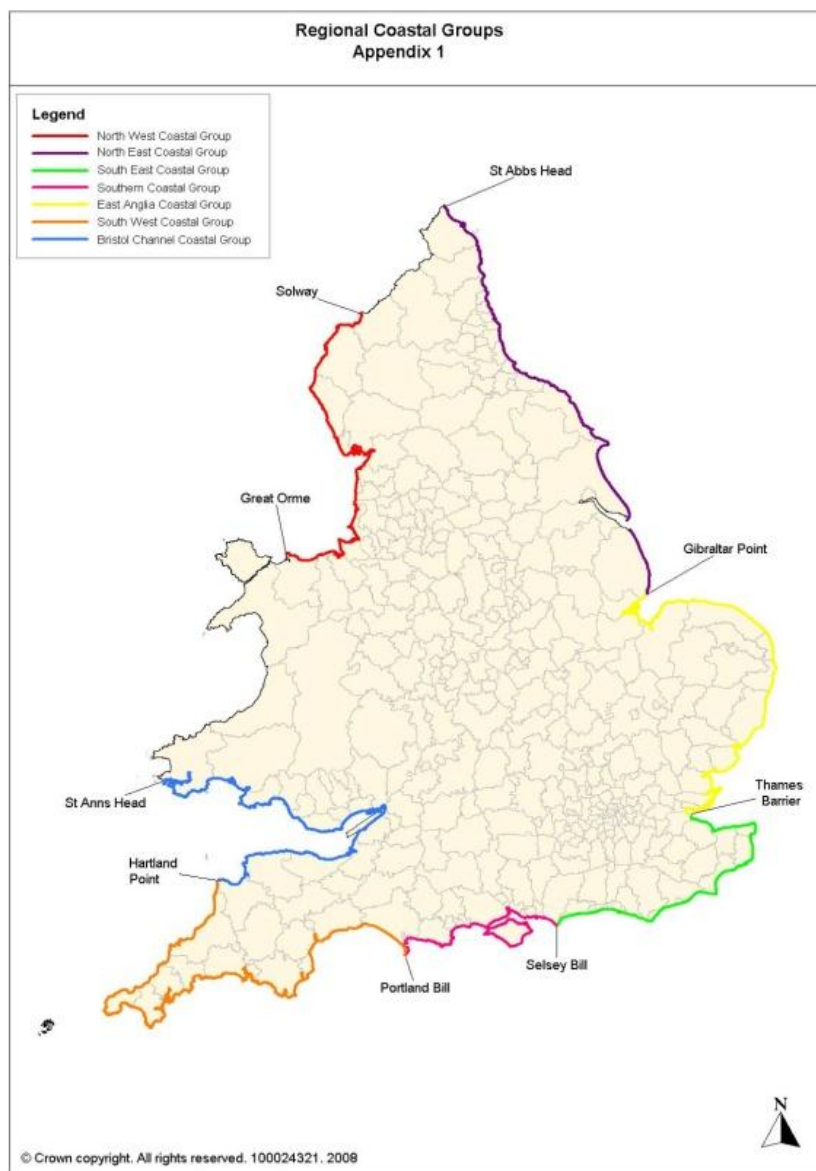 Regional Coastal Groups
Appendix 1
Legend
North West Coastal Group
North East Coastal Group
South East Coastal Group
Southern Coastal Group
East Anglia Coastal Group
South West Coastal Group
Bristol Channel Coastal Group
St Abbs Head
Solway
Great Orme
Gibraltar Point
St Anns Head
Thames
Barrier
Hartland
Point
Selsey Bill
Portland Bill
N
© Crown copyright. All rights reserved. 100024321. 2008